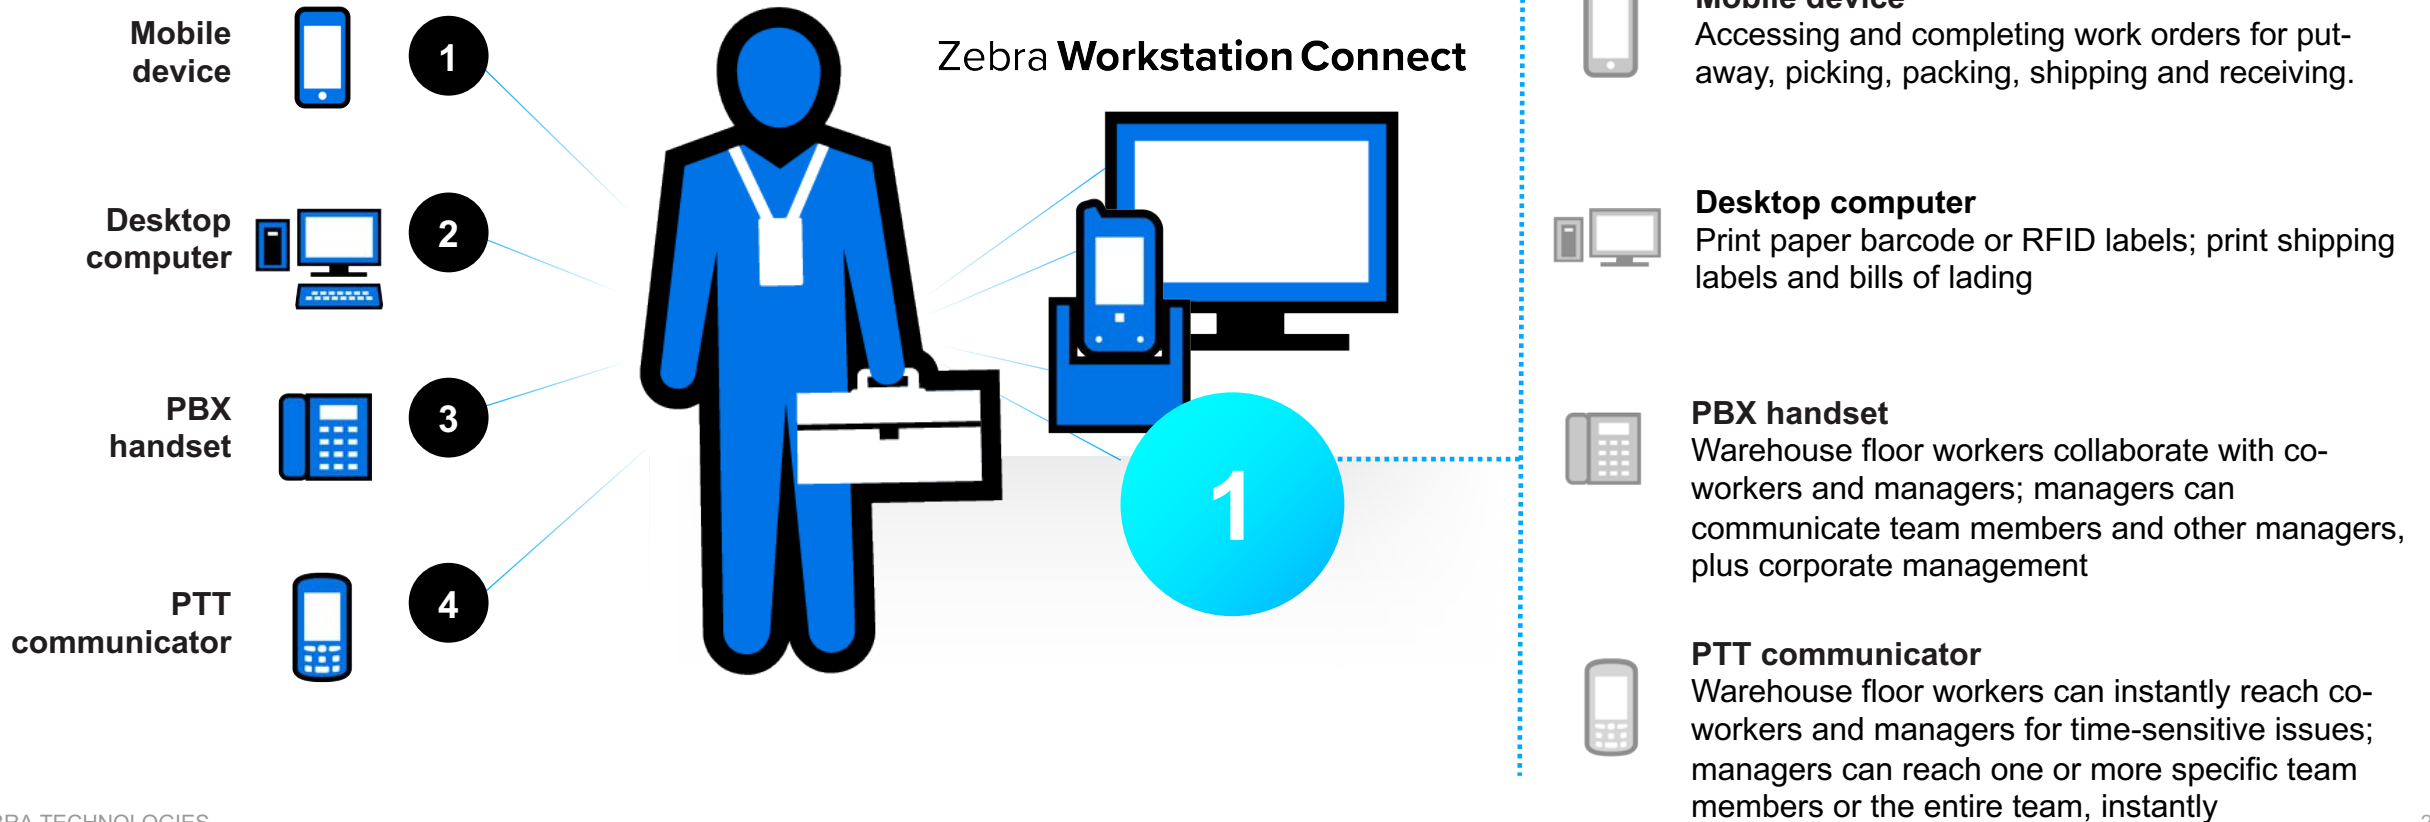 Mobile
device
1
Desktop
computer
2
PBX
handset
3
PTT
communicator
4
Zebra Workstation Connect
1
Mobile device
Accessing and completing work orders for put-
away, picking, packing, shipping and receiving.
Desktop computer
Print paper barcode or RFID labels; print shipping
labels and bills of lading
PBX handset
Warehouse floor workers collaborate with co-
workers and managers; managers can
communicate team members and other managers,
plus corporate management
PTT communicator
Warehouse floor workers can instantly reach co-
workers and managers for time-sensitive issues;
managers can reach one or more specific team
members or the entire team, instantly
TECHNOLOGIES